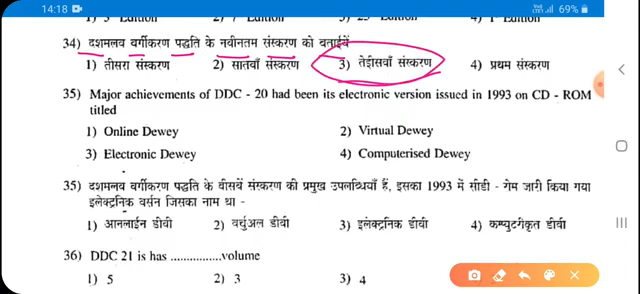 14:18
69%
34) दशमलव वर्गीकरण पद्धति के नवीनतम संस्करण को बताईयें
1) तीसरा संस्करण 2) सातवाँ संस्करण 3) तेईसवाँ संस्करण 4) प्रथम संस्करण
35) Major achievements of DDC - 20 had been its electronic version issued in 1993 on CD - ROM
titled
1) Online Dewey 2) Virtual Dewey
3) Electronic Dewey 4) Computerised Dewey
35) दशमलव वर्गीकरण पद्धति के बीसवें संस्करण की प्रमुख उपलब्धियाँ हैं, इसका 1993 में सीडी - रोम जारी किया गया
इलेक्ट्रनिक वर्सन जिसका नाम था -
1) आनलाईन डीवी 2) वर्चुअल डीवी 3) इलेक्ट्रनिक डीवी 4) कम्प्युटरीकृत डीवी
36) DDC 21 is has ................volume
1) 5 2) 3 3) 4